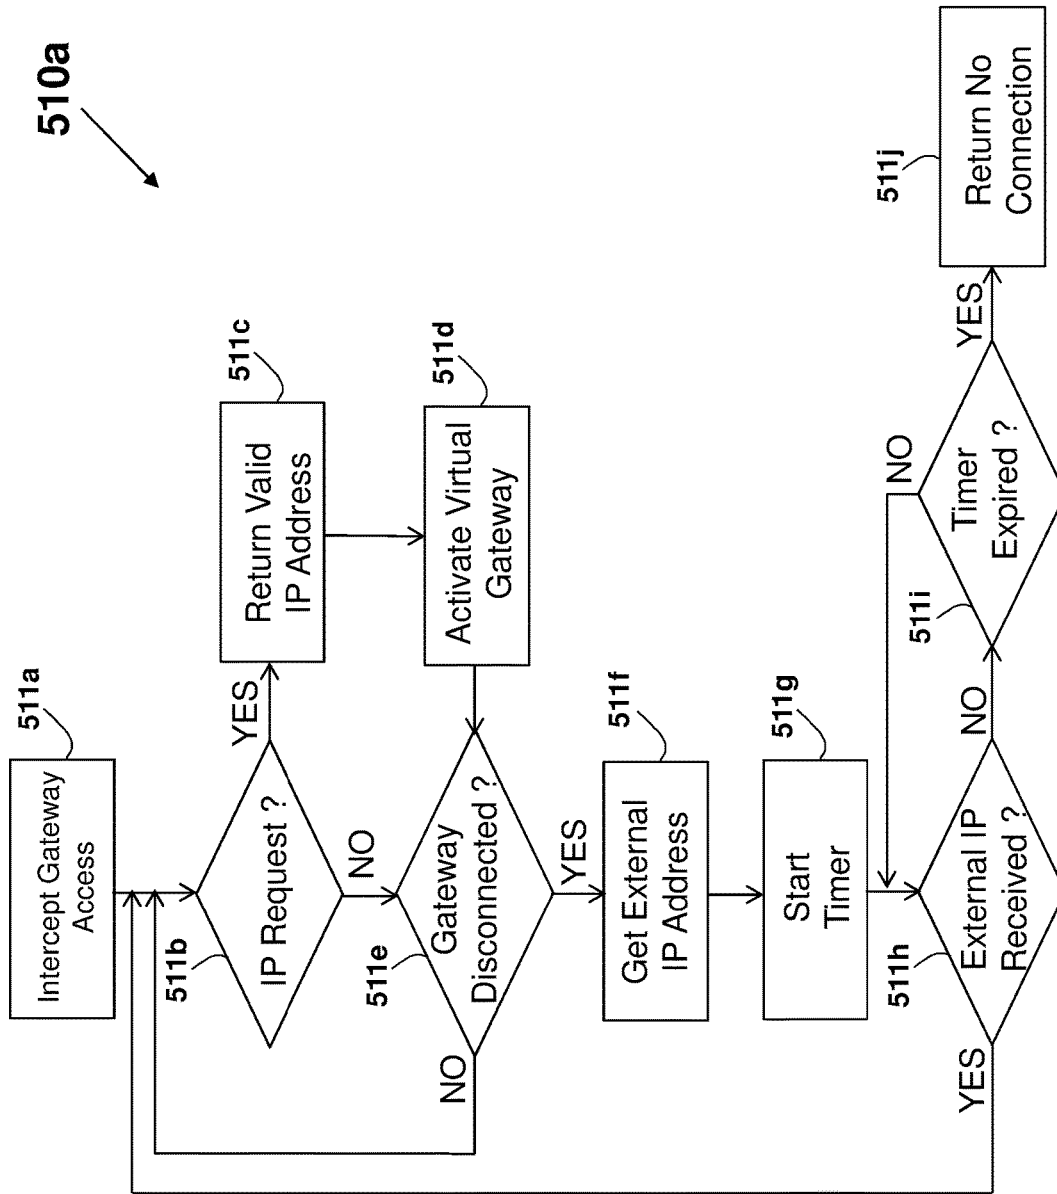 510a
511a
Intercept Gateway
Access
511b
IP Request ?
YES
NO
511c
Return Valid
IP Address
511d
Activate Virtual
Gateway
511e
Gateway
Disconnected ?
NO
YES
511f
Get External
IP Address
511g
Start
Timer
511h
External IP
Received ?
YES
NO
511i
Timer
Expired ?
NO
YES
511j
Return No
Connection